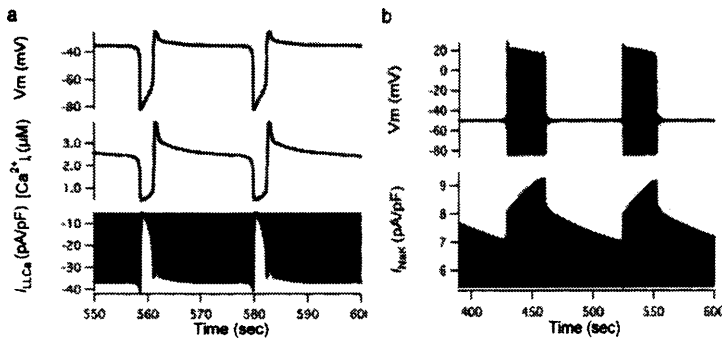 a
Vm (mV)
-40
-60
-80
[Ca²⁺]ᵢ (μM)
3.0
2.0
1.0
I_LLCa (pA/pF)
-10
-20
-30
-40
550 560 570 580 590 600
Time (sec)
b
Vm (mV)
20
0
-20
-40
-60
-80
I_NaK (pA/pF)
9
8
7
6
400 450 500 550 600
Time (sec)